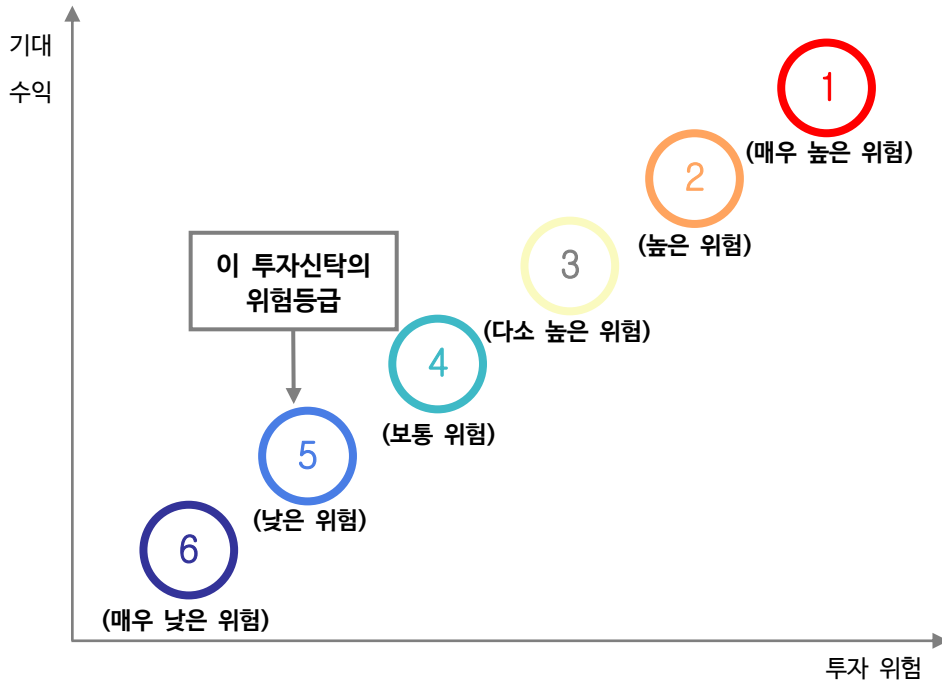 기대
수익
1
(매우 높은 위험)
2
(높은 위험)
이 투자신탁의
위험등급
3
(다소 높은 위험)
4
(보통 위험)
5
(낮은 위험)
6
(매우 낮은 위험)
투자 위험